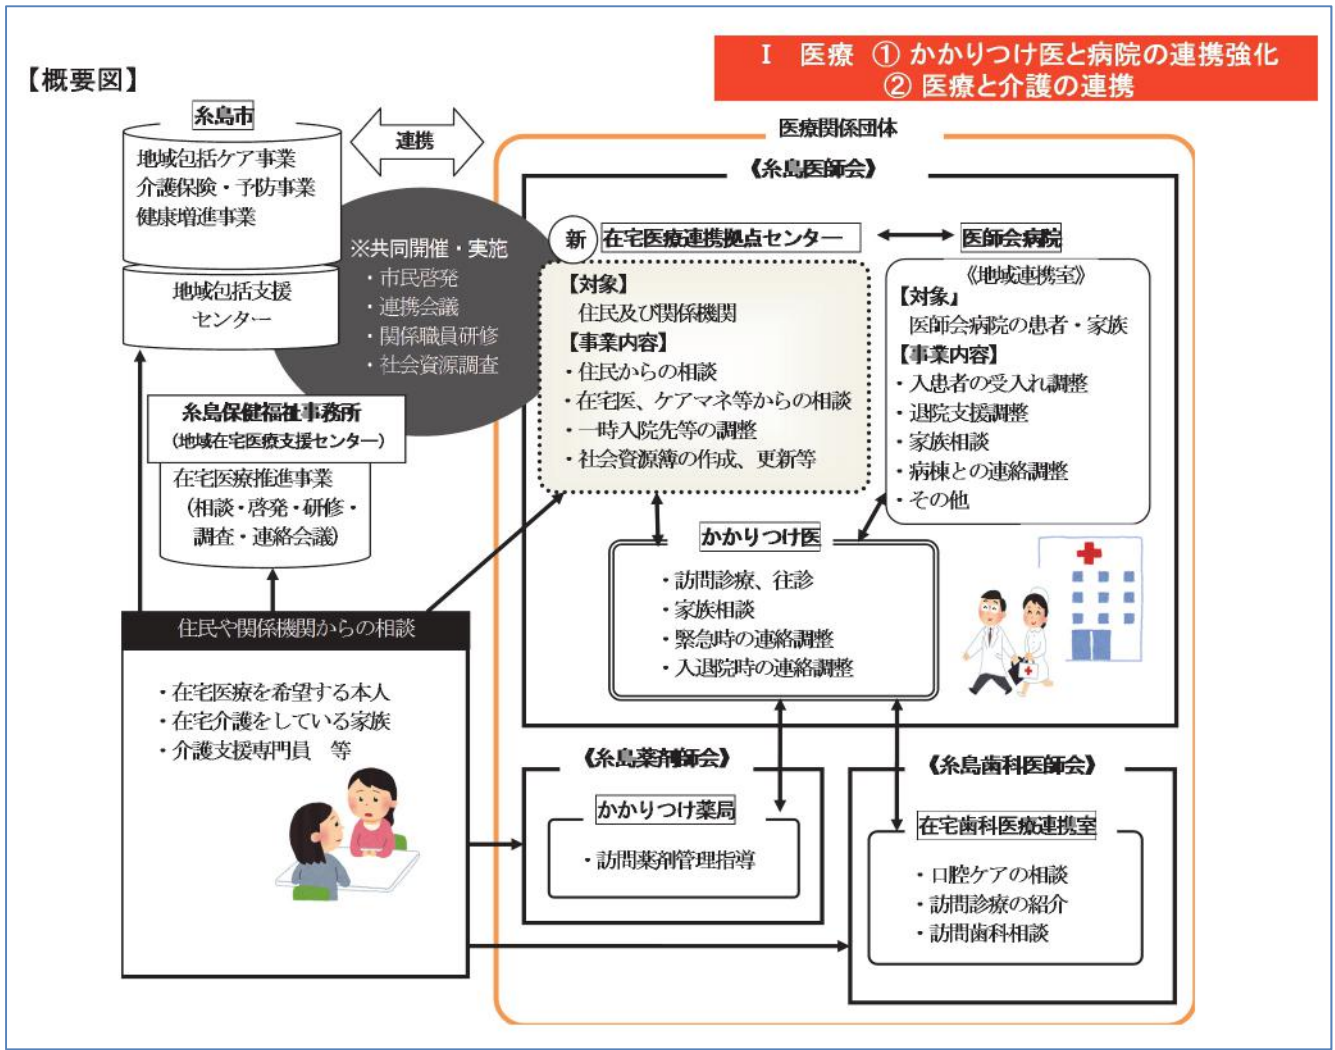 Ⅰ 医療 ① かかりつけ医と病院の連携強化
② 医療と介護の連携
【概要図】
糸島市
地域包括ケア事業
介護保険・予防事業
健康増進事業
地域包括支援
センター
連携
※共同開催・実施
・市民啓発
・連携会議
・関係職員研修
・社会資源調査
糸島保健福祉事務所
(地域在宅医療支援センター)
在宅医療推進事業
(相談・啓発・研修・
調査・連絡会議)
住民や関係機関からの相談
・在宅医療を希望する本人
・在宅介護をしている家族
・介護支援専門員 等
医療関係団体
《糸島医師会》
新 在宅医療連携拠点センター
【対象】
住民及び関係機関
【事業内容】
・住民からの相談
・在宅医、ケアマネ等からの相談
・一時入院先等の調整
・社会資源簿の作成、更新等
医師会病院
《地域連携室》
【対象】
医師会病院の患者・家族
【事業内容】
・入患者の受入れ調整
・退院支援調整
・家族相談
・病棟との連絡調整
・その他
かかりつけ医
・訪問診療、往診
・家族相談
・緊急時の連絡調整
・入退院時の連絡調整
《糸島薬剤師会》
かかりつけ薬局
・訪問薬剤管理指導
《糸島歯科医師会》
在宅歯科医療連携室
・口腔ケアの相談
・訪問診療の紹介
・訪問歯科相談